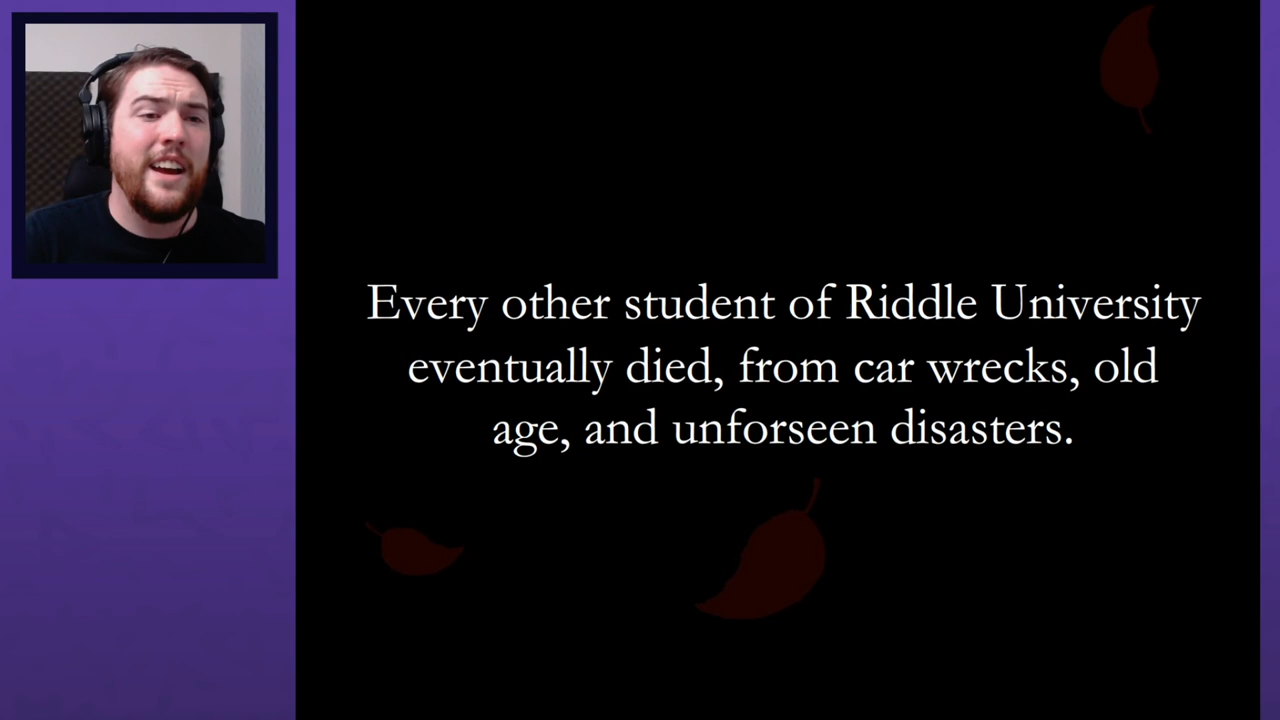 Every other student of Riddle University
eventually died, from car wrecks, old
age, and unforseen disasters.